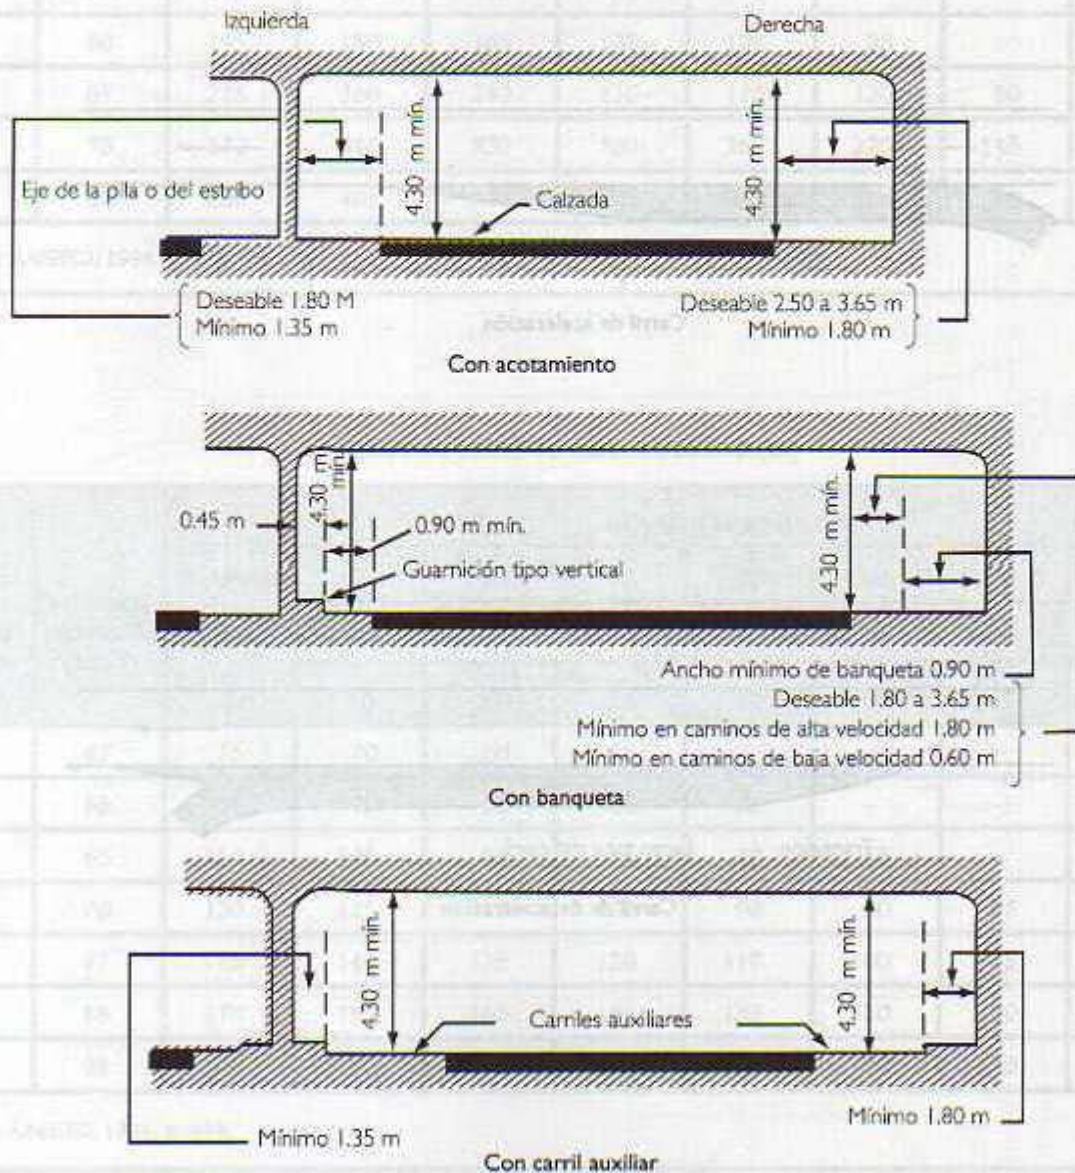 Izquierda
Derecha
4.30 m mín.
4.30 m mín.
Eje de la pila o del estribo
Calzada
Deseable 1.80 M
Mínimo 1.35 m
Deseable 2.50 a 3.65 m
Mínimo 1.80 m
Con acotamiento
4.30 m
mín.
4.30 m mín.
0.45 m
0.90 m mín.
Guarnición tipo vertical
Ancho mínimo de banqueta 0.90 m
Deseable 1.80 a 3.65 m
Mínimo en caminos de alta velocidad 1.80 m
Mínimo en caminos de baja velocidad 0.60 m
Con banqueta
4.30 m mín.
4.30 m mín.
Carriles auxiliares
Mínimo 1.35 m
Mínimo 1.80 m
Con carril auxiliar